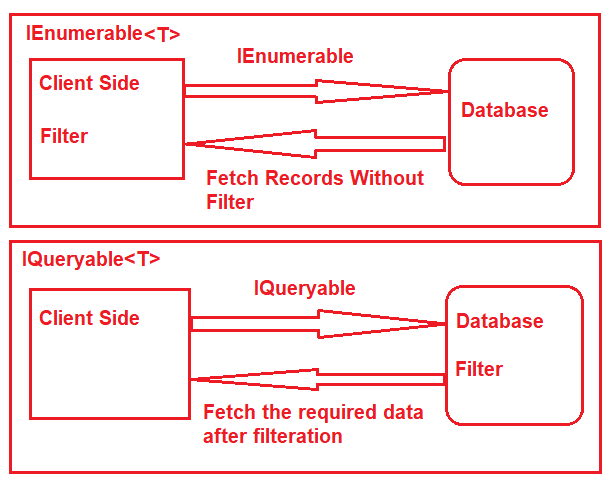 IEnumerable<T>
IEnumerable
Client Side
Database
Filter
Fetch Records Without
Filter
IQueryable<T>
IQueryable
Client Side
Database
Filter
Fetch the required data
after filteration